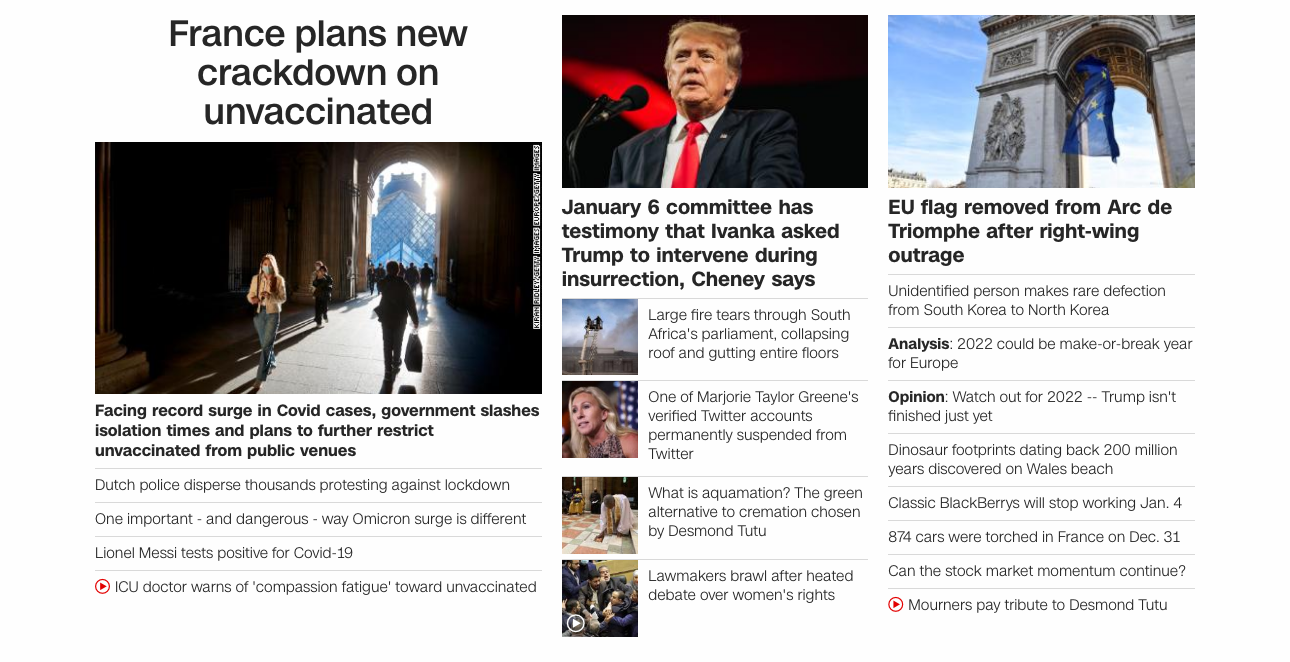 France plans new
crackdown on
unvaccinated
KIRAN RIDLEY/GETTY IMAGES EUROPE/GETTY IMAGES
Facing record surge in Covid cases, government slashes
isolation times and plans to further restrict
unvaccinated from public venues
Dutch police disperse thousands protesting against lockdown
One important - and dangerous - way Omicron surge is different
Lionel Messi tests positive for Covid-19
ICU doctor warns of 'compassion fatigue' toward unvaccinated
January 6 committee has
testimony that Ivanka asked
Trump to intervene during
insurrection, Cheney says
Large fire tears through South
Africa's parliament, collapsing
roof and gutting entire floors
One of Marjorie Taylor Greene's
verified Twitter accounts
permanently suspended from
Twitter
What is aquamation? The green
alternative to cremation chosen
by Desmond Tutu
Lawmakers brawl after heated
debate over women's rights
EU flag removed from Arc de
Triomphe after right-wing
outrage
Unidentified person makes rare defection
from South Korea to North Korea
Analysis: 2022 could be make-or-break year
for Europe
Opinion: Watch out for 2022 -- Trump isn't
finished just yet
Dinosaur footprints dating back 200 million
years discovered on Wales beach
Classic BlackBerrys will stop working Jan. 4
874 cars were torched in France on Dec. 31
Can the stock market momentum continue?
Mourners pay tribute to Desmond Tutu